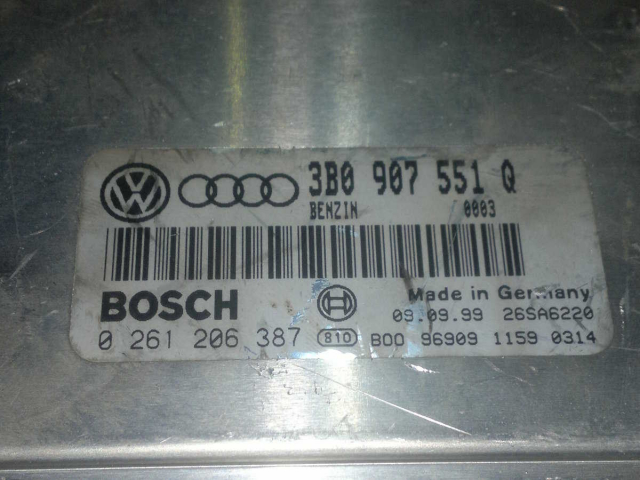 VW
3B0 907 551 Q
BENZIN 0003
BOSCH
Made in Germany
09.09.99 26SA6220
0 261 206 387 810 B00 96909 1159 0314